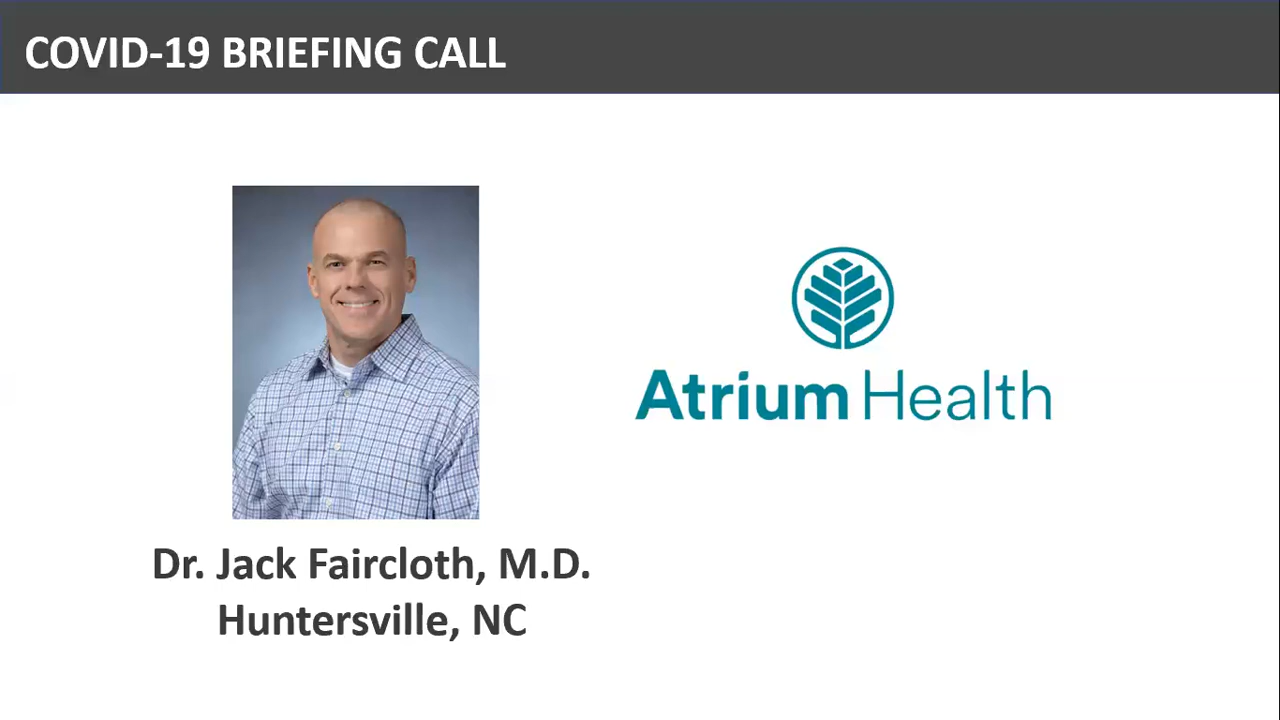 COVID-19 BRIEFING CALL
Atrium Health
Dr. Jack Faircloth, M.D.
Huntersville, NC